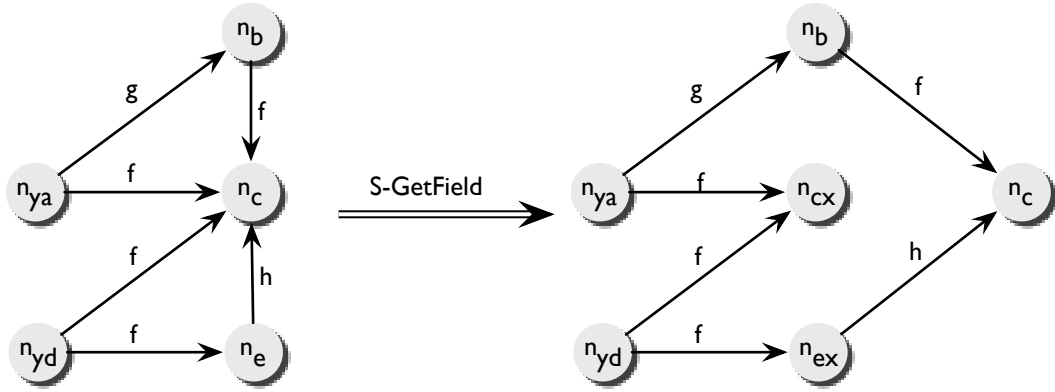 n_b
g
f
n_ya
f
n_c
f
h
n_yd
f
n_e
S-GetField
n_b
g
f
n_ya
f
n_cx
n_c
f
h
n_yd
f
n_ex